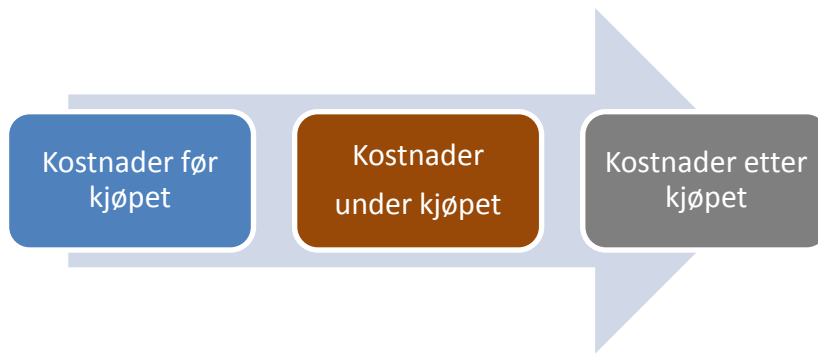 Kostnader før
kjøpet
Kostnader
under kjøpet
Kostnader etter
kjøpet